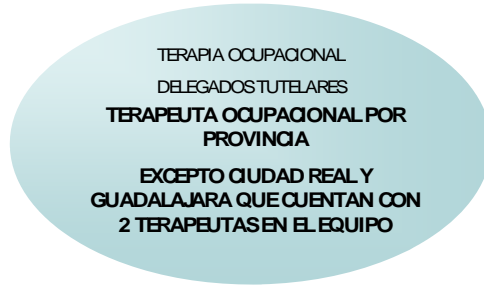 TERAPIA OCUPACIONAL
DELEGADOS TUTELARES
TERAPEUTA OCUPACIONAL POR
PROVINCIA
EXCEPTO CIUDAD REAL Y
GUADALAJARA QUE CUENTAN CON
2 TERAPEUTAS EN EL EQUIPO